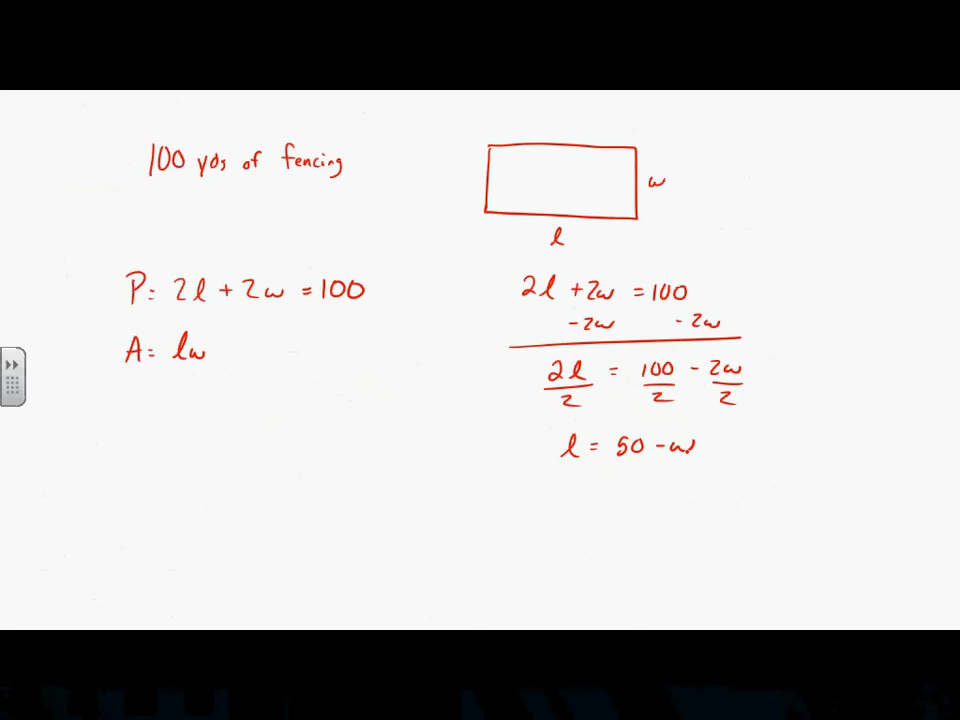 100 yds of fencing
w
l
P= 2l + 2w = 100
A= lw
2l + 2w = 100
-2w -2w
2l/2 = 100/2 - 2w/2
l = 50 - w